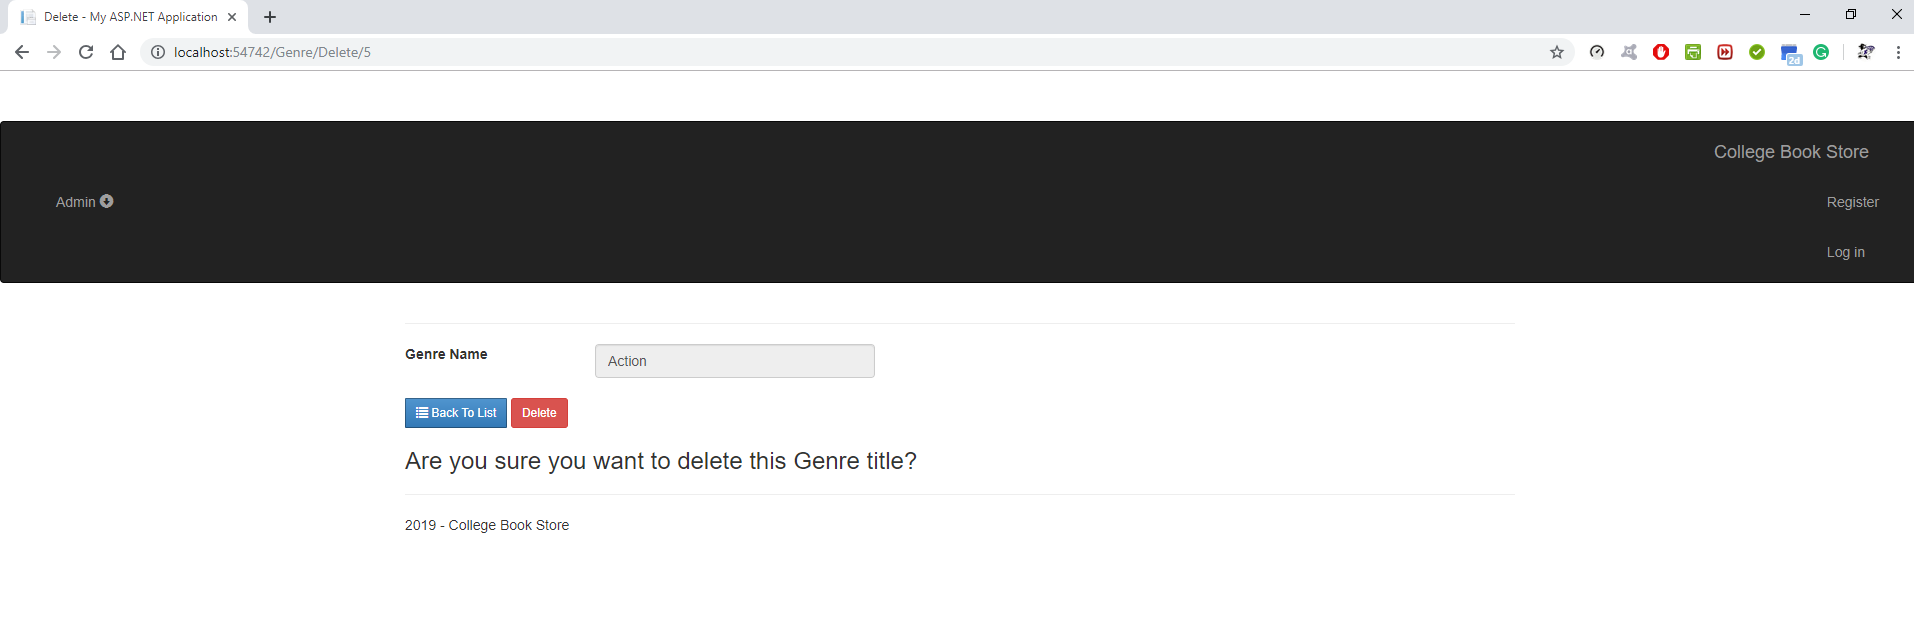 Delete - My ASP.NET Application
localhost:54742/Genre/Delete/5
2d
College Book Store
Admin
Register
Log in
Genre Name
Action
Back To List
Delete
Are you sure you want to delete this Genre title?
2019 - College Book Store